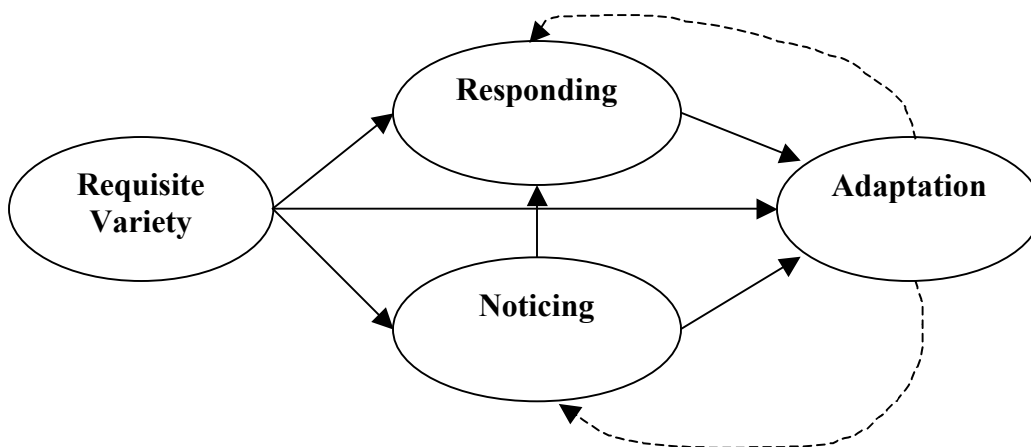 Responding
Requisite
Variety
Adaptation
Noticing